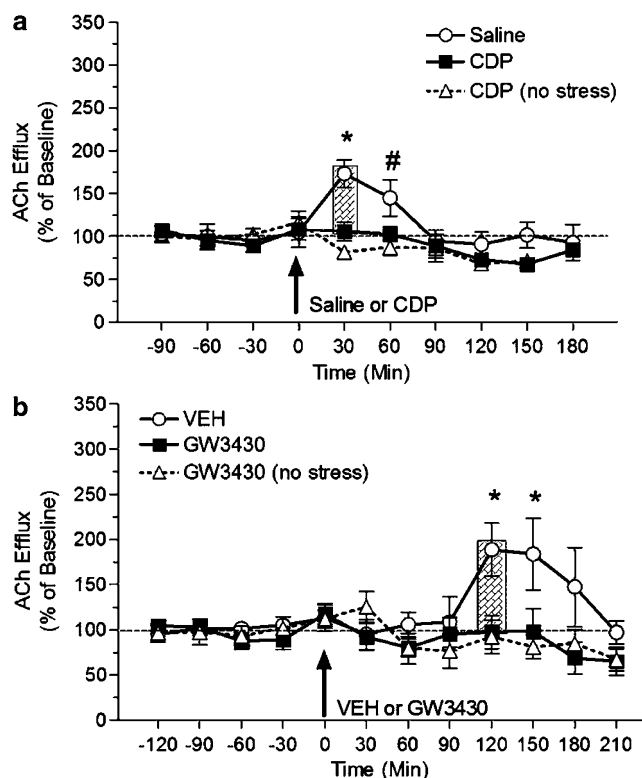 a
Saline
CDP
CDP (no stress)
ACh Efflux
(% of Baseline)
350
300
250
200
150
100
50
0
*
#
Saline or CDP
-90 -60 -30 0 30 60 90 120 150 180
Time (Min)
b
VEH
GW3430
GW3430 (no stress)
ACh Efflux
(% of Baseline)
350
300
250
200
150
100
50
0
* *
VEH or GW3430
-120 -90 -60 -30 0 30 60 90 120 150 180 210
Time (Min)